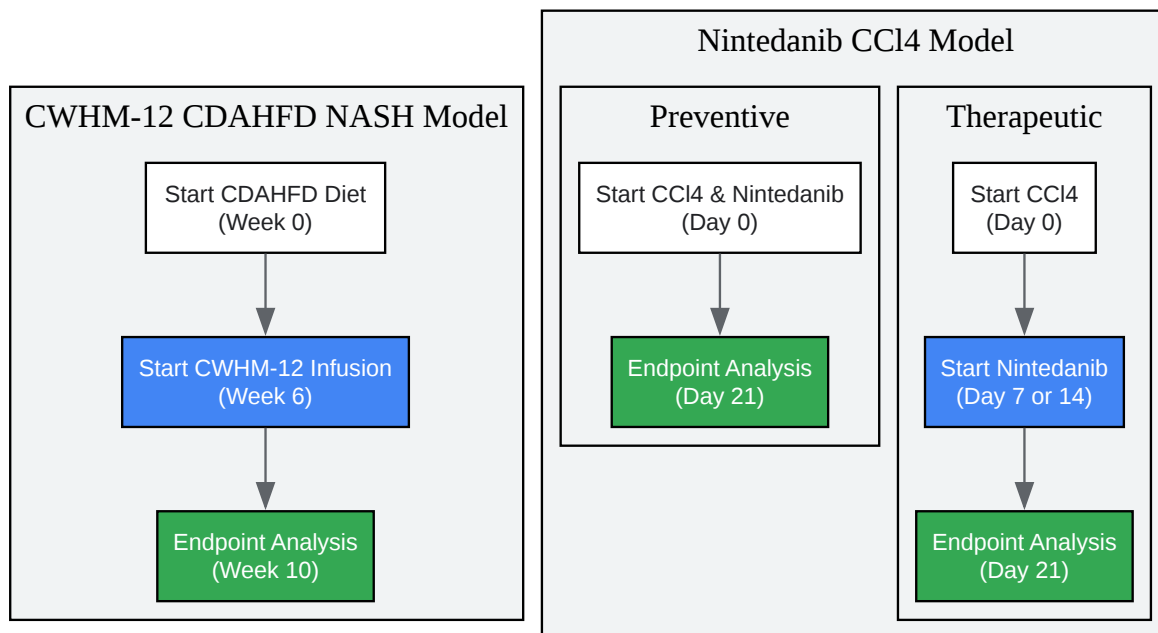 CWHM-12 CDAHFD NASH Model
Start CDAHFD Diet
(Week 0)
Start CWHM-12 Infusion
(Week 6)
Endpoint Analysis
(Week 10)
Nintedanib CCl4 Model
Preventive
Start CCl4 & Nintedanib
(Day 0)
Endpoint Analysis
(Day 21)
Therapeutic
Start CCl4
(Day 0)
Start Nintedanib
(Day 7 or 14)
Endpoint Analysis
(Day 21)